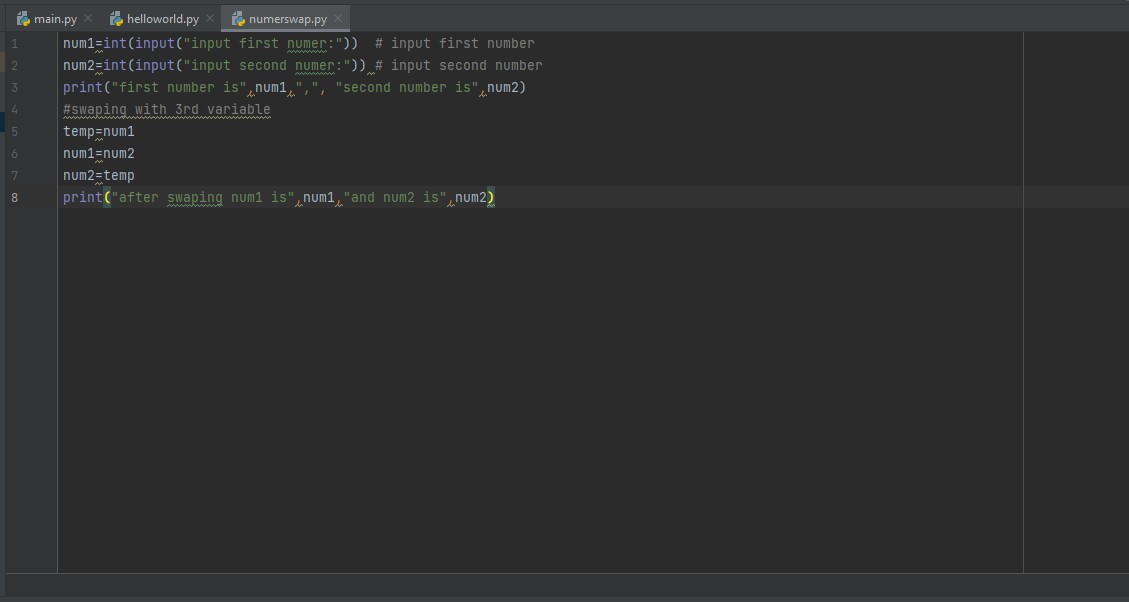 main.py helloworld.py numerswap.py
1 num1=int(input("input first numer:"))  # input first number
2 num2=int(input("input second numer:")) # input second number
3 print("first number is",num1,",", "second number is",num2)
4 #swaping with 3rd variable
5 temp=num1
6 num1=num2
7 num2=temp
8 print("after swaping num1 is",num1,"and num2 is",num2)